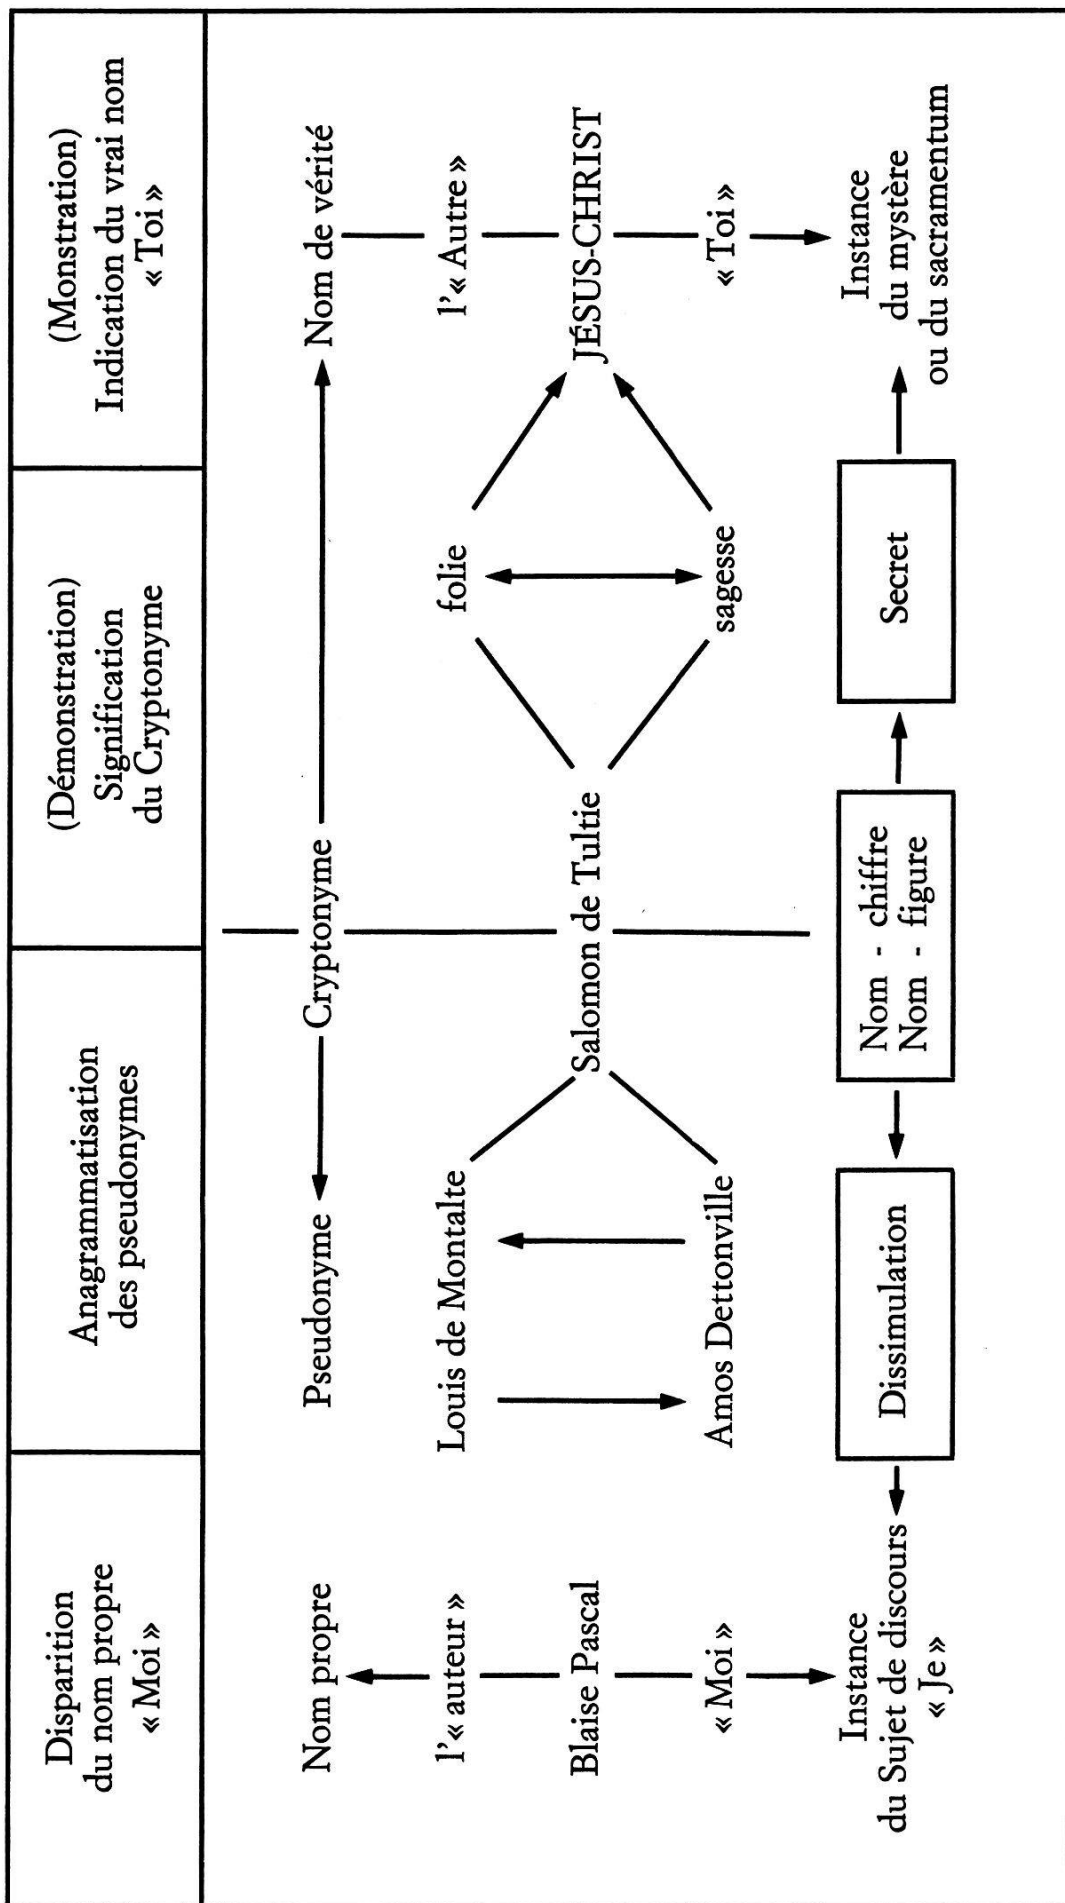 Disparition
du nom propre
« Moi »
Anagrammatisation
des pseudonymes
(Démonstration)
Signification
du Cryptonyme
(Monstration)
Indication du vrai nom
« Toi »
Nom propre
Pseudonyme
Cryptonyme
Nom de vérité
l'« auteur »
Louis de Montalte
folie
l'« Autre »
Blaise Pascal
Salomon de Tultie
JÉSUS-CHRIST
« Moi »
Amos Dettonville
sagesse
« Toi »
Instance
du Sujet de discours
« Je »
Dissimulation
Nom - chiffre
Nom - figure
Secret
Instance
du mystère
ou du sacramentum